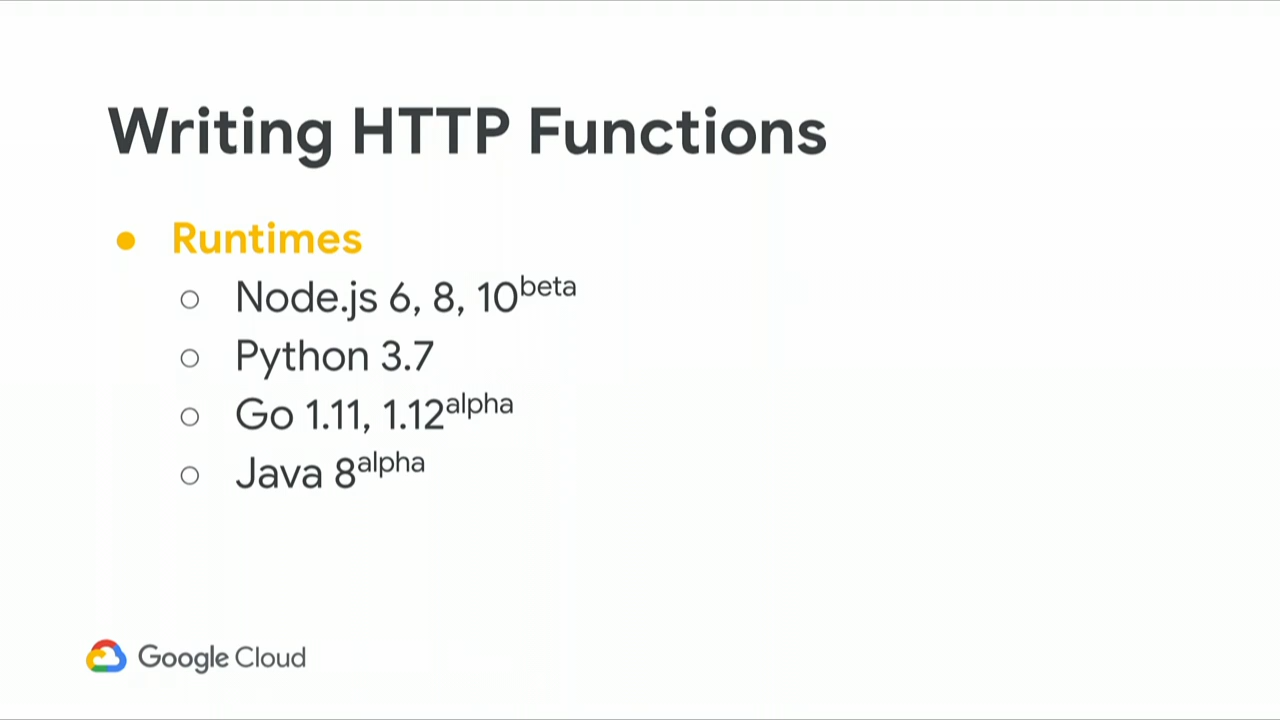 Writing HTTP Functions
● Runtimes
○ Node.js 6, 8, 10beta
○ Python 3.7
○ Go 1.11, 1.12alpha
○ Java 8alpha
Google Cloud